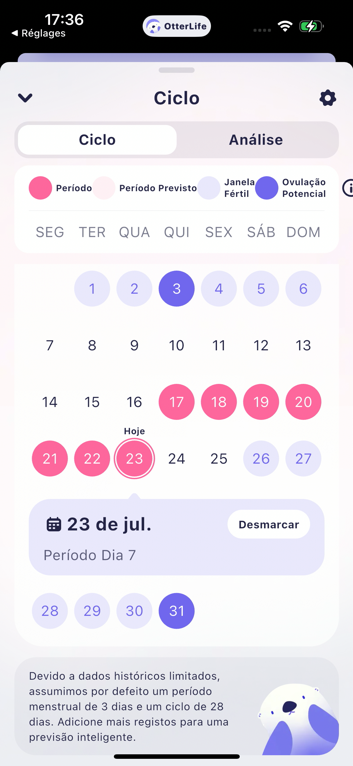 17:36
◀ Réglages
OtterLife
Ciclo
Ciclo
Análise
Período
Período Previsto
Janela
Fértil
Ovulação
Potencial
SEG TER QUA QUI SEX SÁB DOM
1 2 3 4 5 6
7 8 9 10 11 12 13
14 15 16 17 18 19 20
Hoje
21 22 23 24 25 26 27
23 de jul.
Desmarcar
Período Dia 7
28 29 30 31
Devido a dados históricos limitados,
assumimos por defeito um período
menstrual de 3 dias e um ciclo de 28
dias. Adicione mais registos para uma
previsão inteligente.